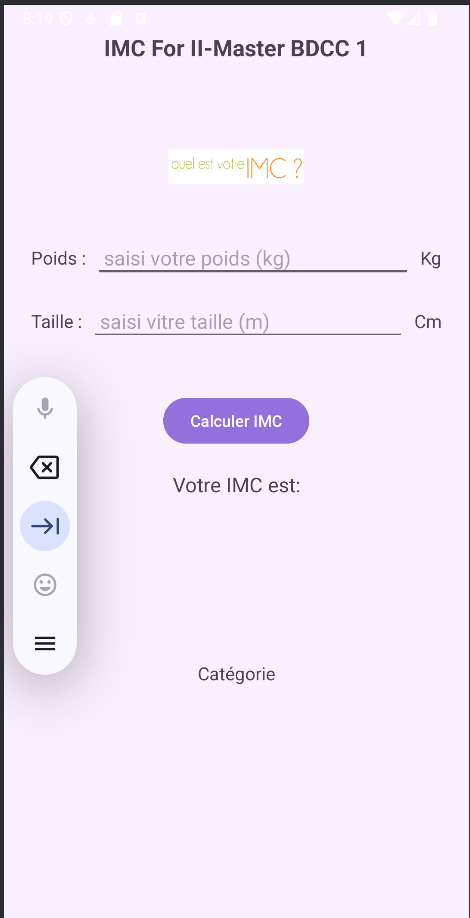 8:19
IMC For II-Master BDCC 1
quel est votre IMC ?
Poids : saisi votre poids (kg) Kg
Taille : saisi vitre taille (m) Cm
Calculer IMC
Votre IMC est:
Catégorie